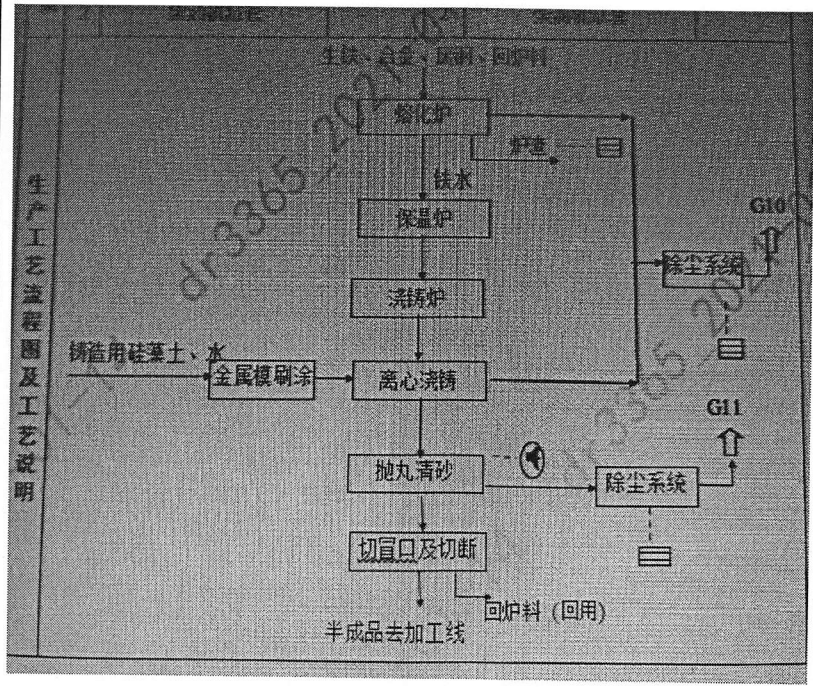 生铁、合金、废钢、回炉料
熔化炉
炉渣
铁水
保温炉
G10
除尘系统
浇铸炉
铸造用硅藻土、水
金属模刷涂
离心浇铸
G11
抛丸清砂
除尘系统
切冒口及切断
回炉料（回用）
半成品去加工线
生产工艺流程图及工艺说明
dr3365_2021
dr3365_2021